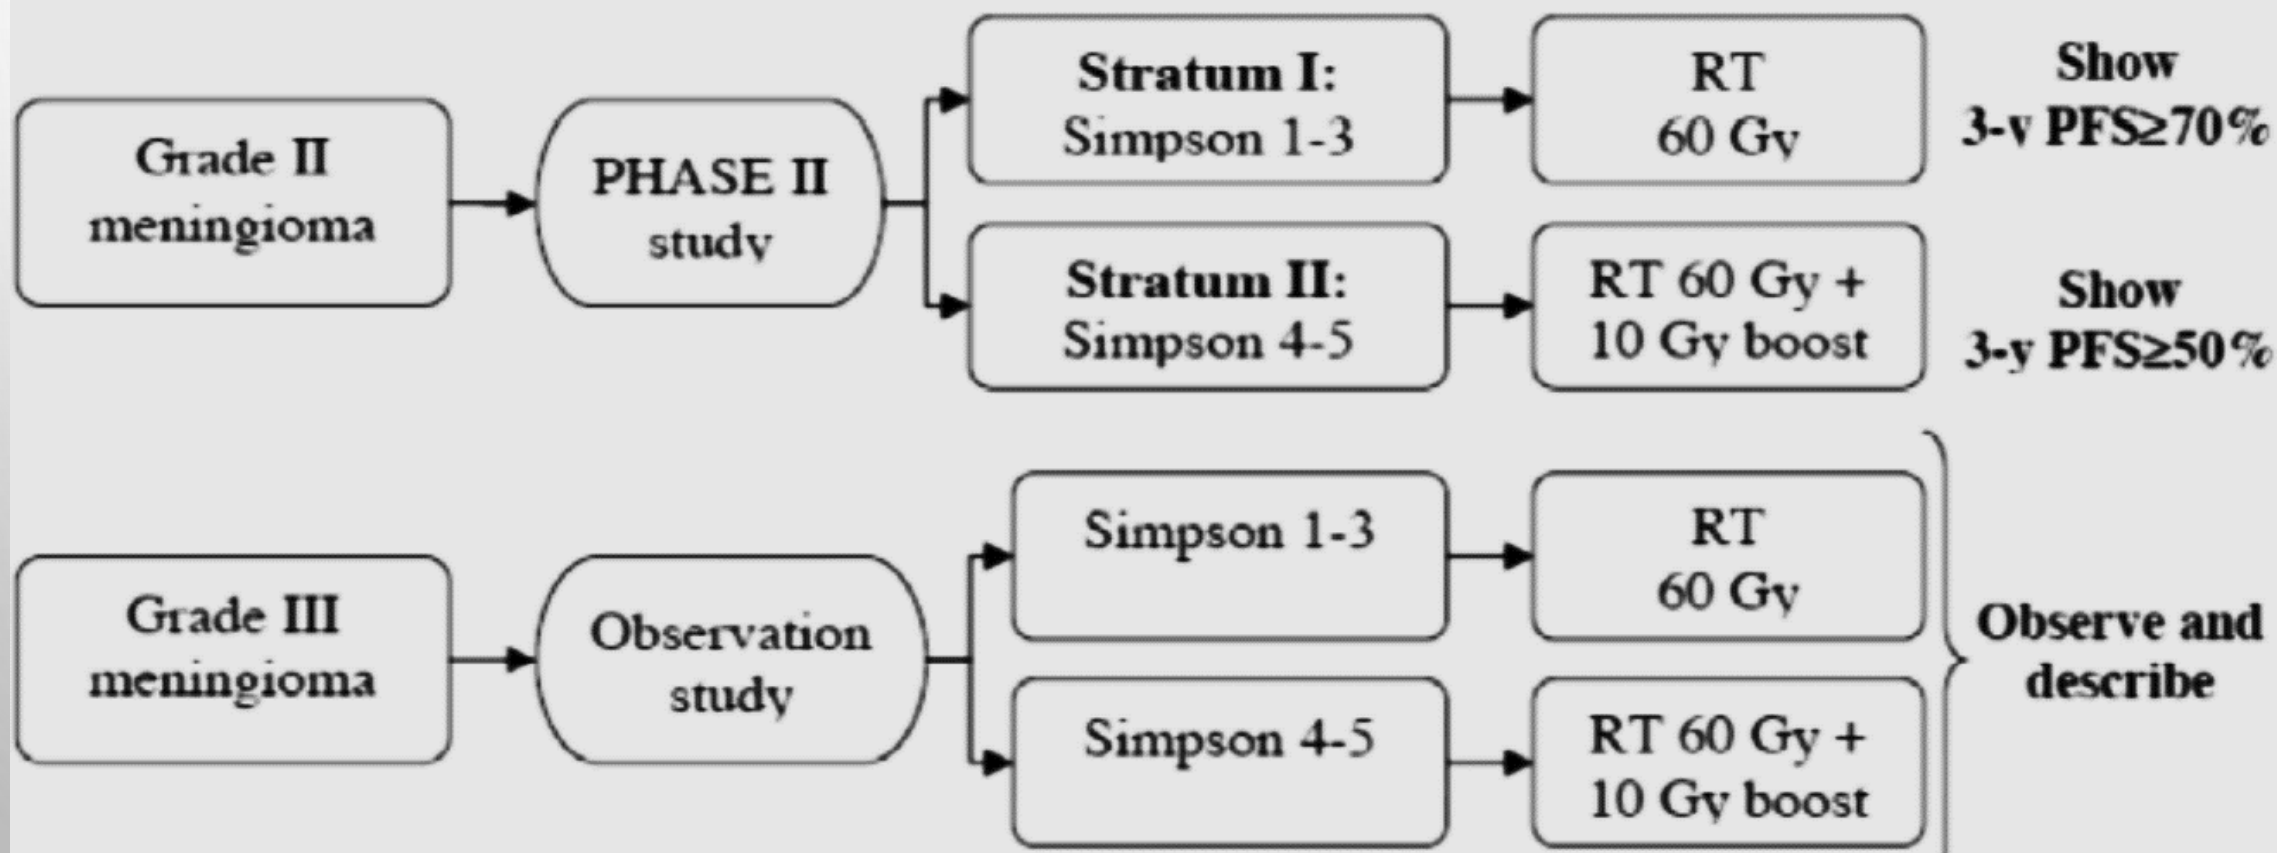 Grade II
meningioma
PHASE II
study
Stratum I:
Simpson 1-3
RT
60 Gy
Show
3-y PFS≥70%
Stratum II:
Simpson 4-5
RT 60 Gy +
10 Gy boost
Show
3-y PFS≥50%
Grade III
meningioma
Observation
study
Simpson 1-3
RT
60 Gy
Simpson 4-5
RT 60 Gy +
10 Gy boost
Observe and
describe